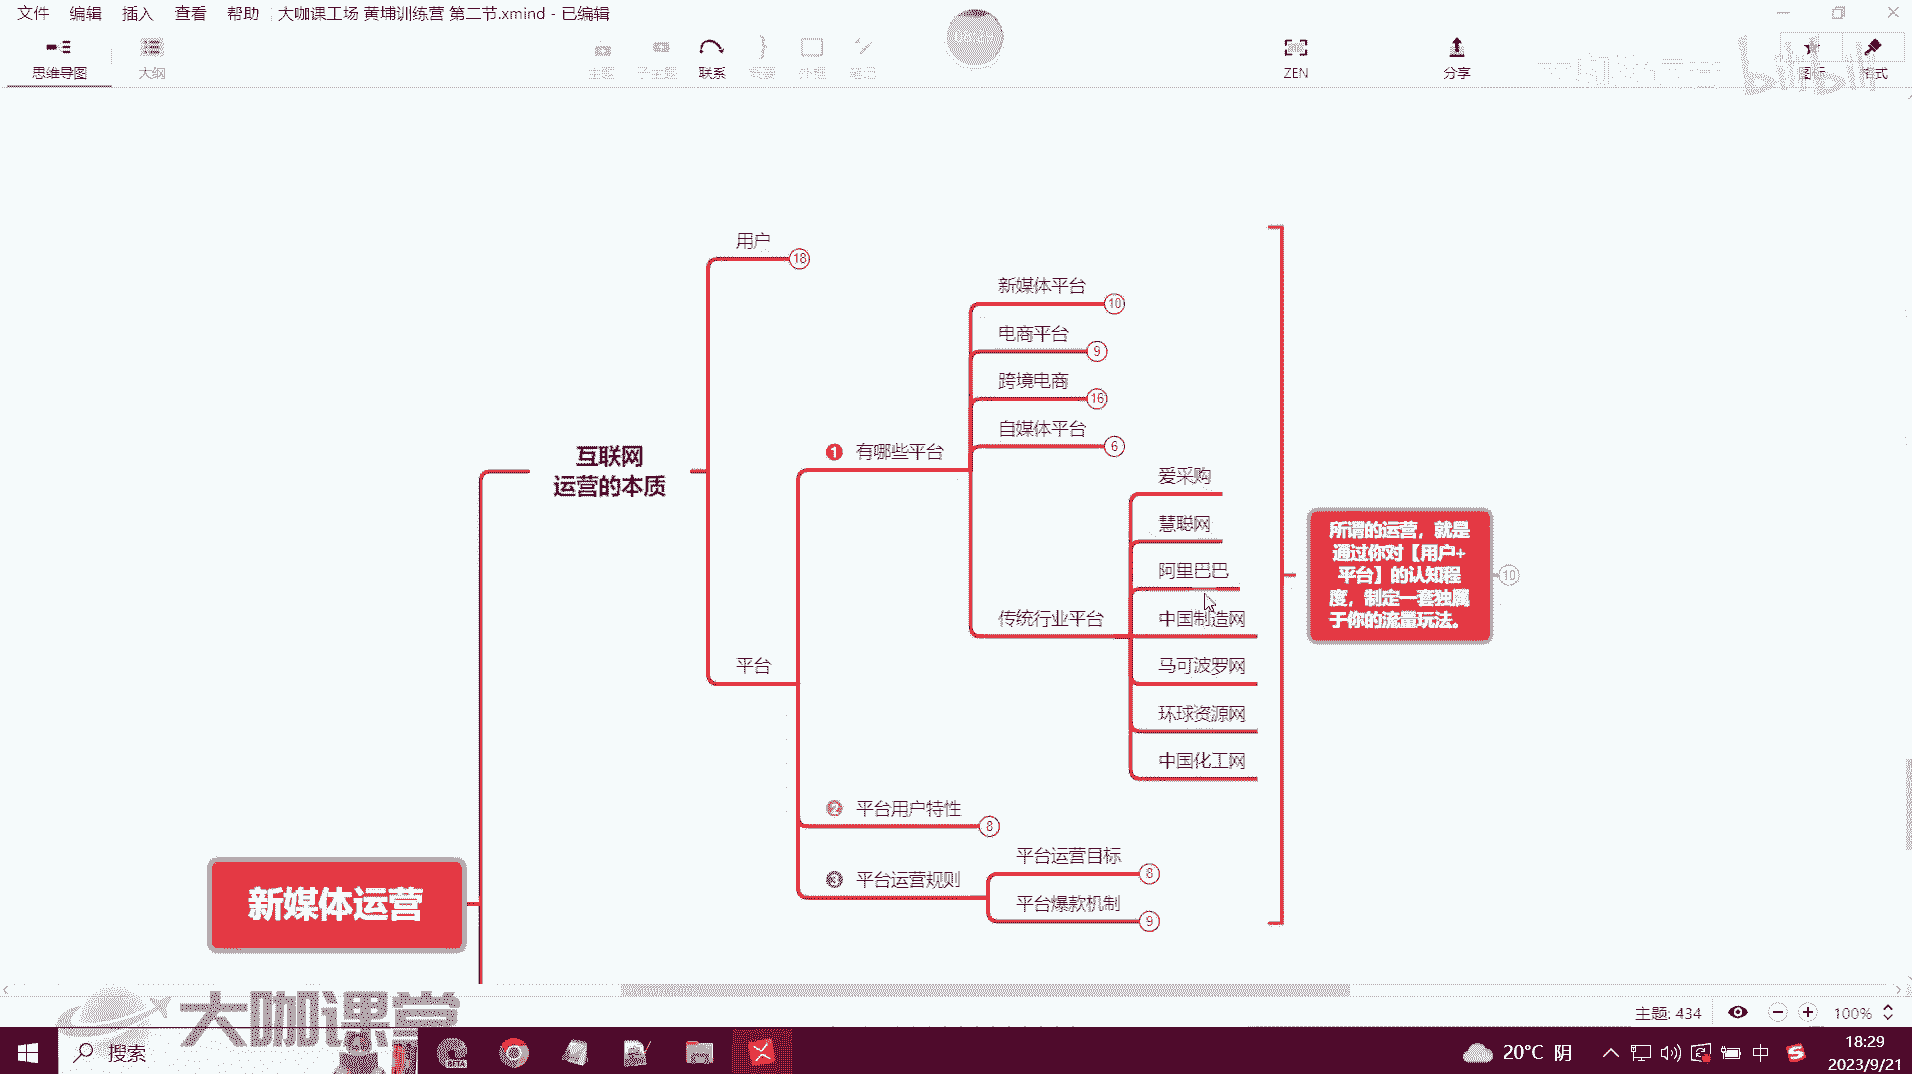 文件 编辑 插入 查看 帮助 大咖课工场 黄埔训练营 第二节.xmind - 已编辑
思维导图 大纲 主题 子主题 联系 概要 外框 笔记 ZEN 分享 图标 格式
bilibili
用户 18
新媒体平台 10
电商平台 9
跨境电商 16
自媒体平台 6
互联网
运营的本质
1 有哪些平台
爱采购
慧聪网
阿里巴巴
传统行业平台
中国制造网
马可波罗网
环球资源网
中国化工网
所谓的运营，就是
通过你对【用户+
平台】的认知程
度，制定一套独属
于你的流量玩法。
10
平台
2 平台用户特性 8
平台运营目标 8
3 平台运营规则
平台爆款机制 9
新媒体运营
大咖课堂
主题: 434 100%
搜索
BETA
20°C 阴
中
18:29
2023/9/21